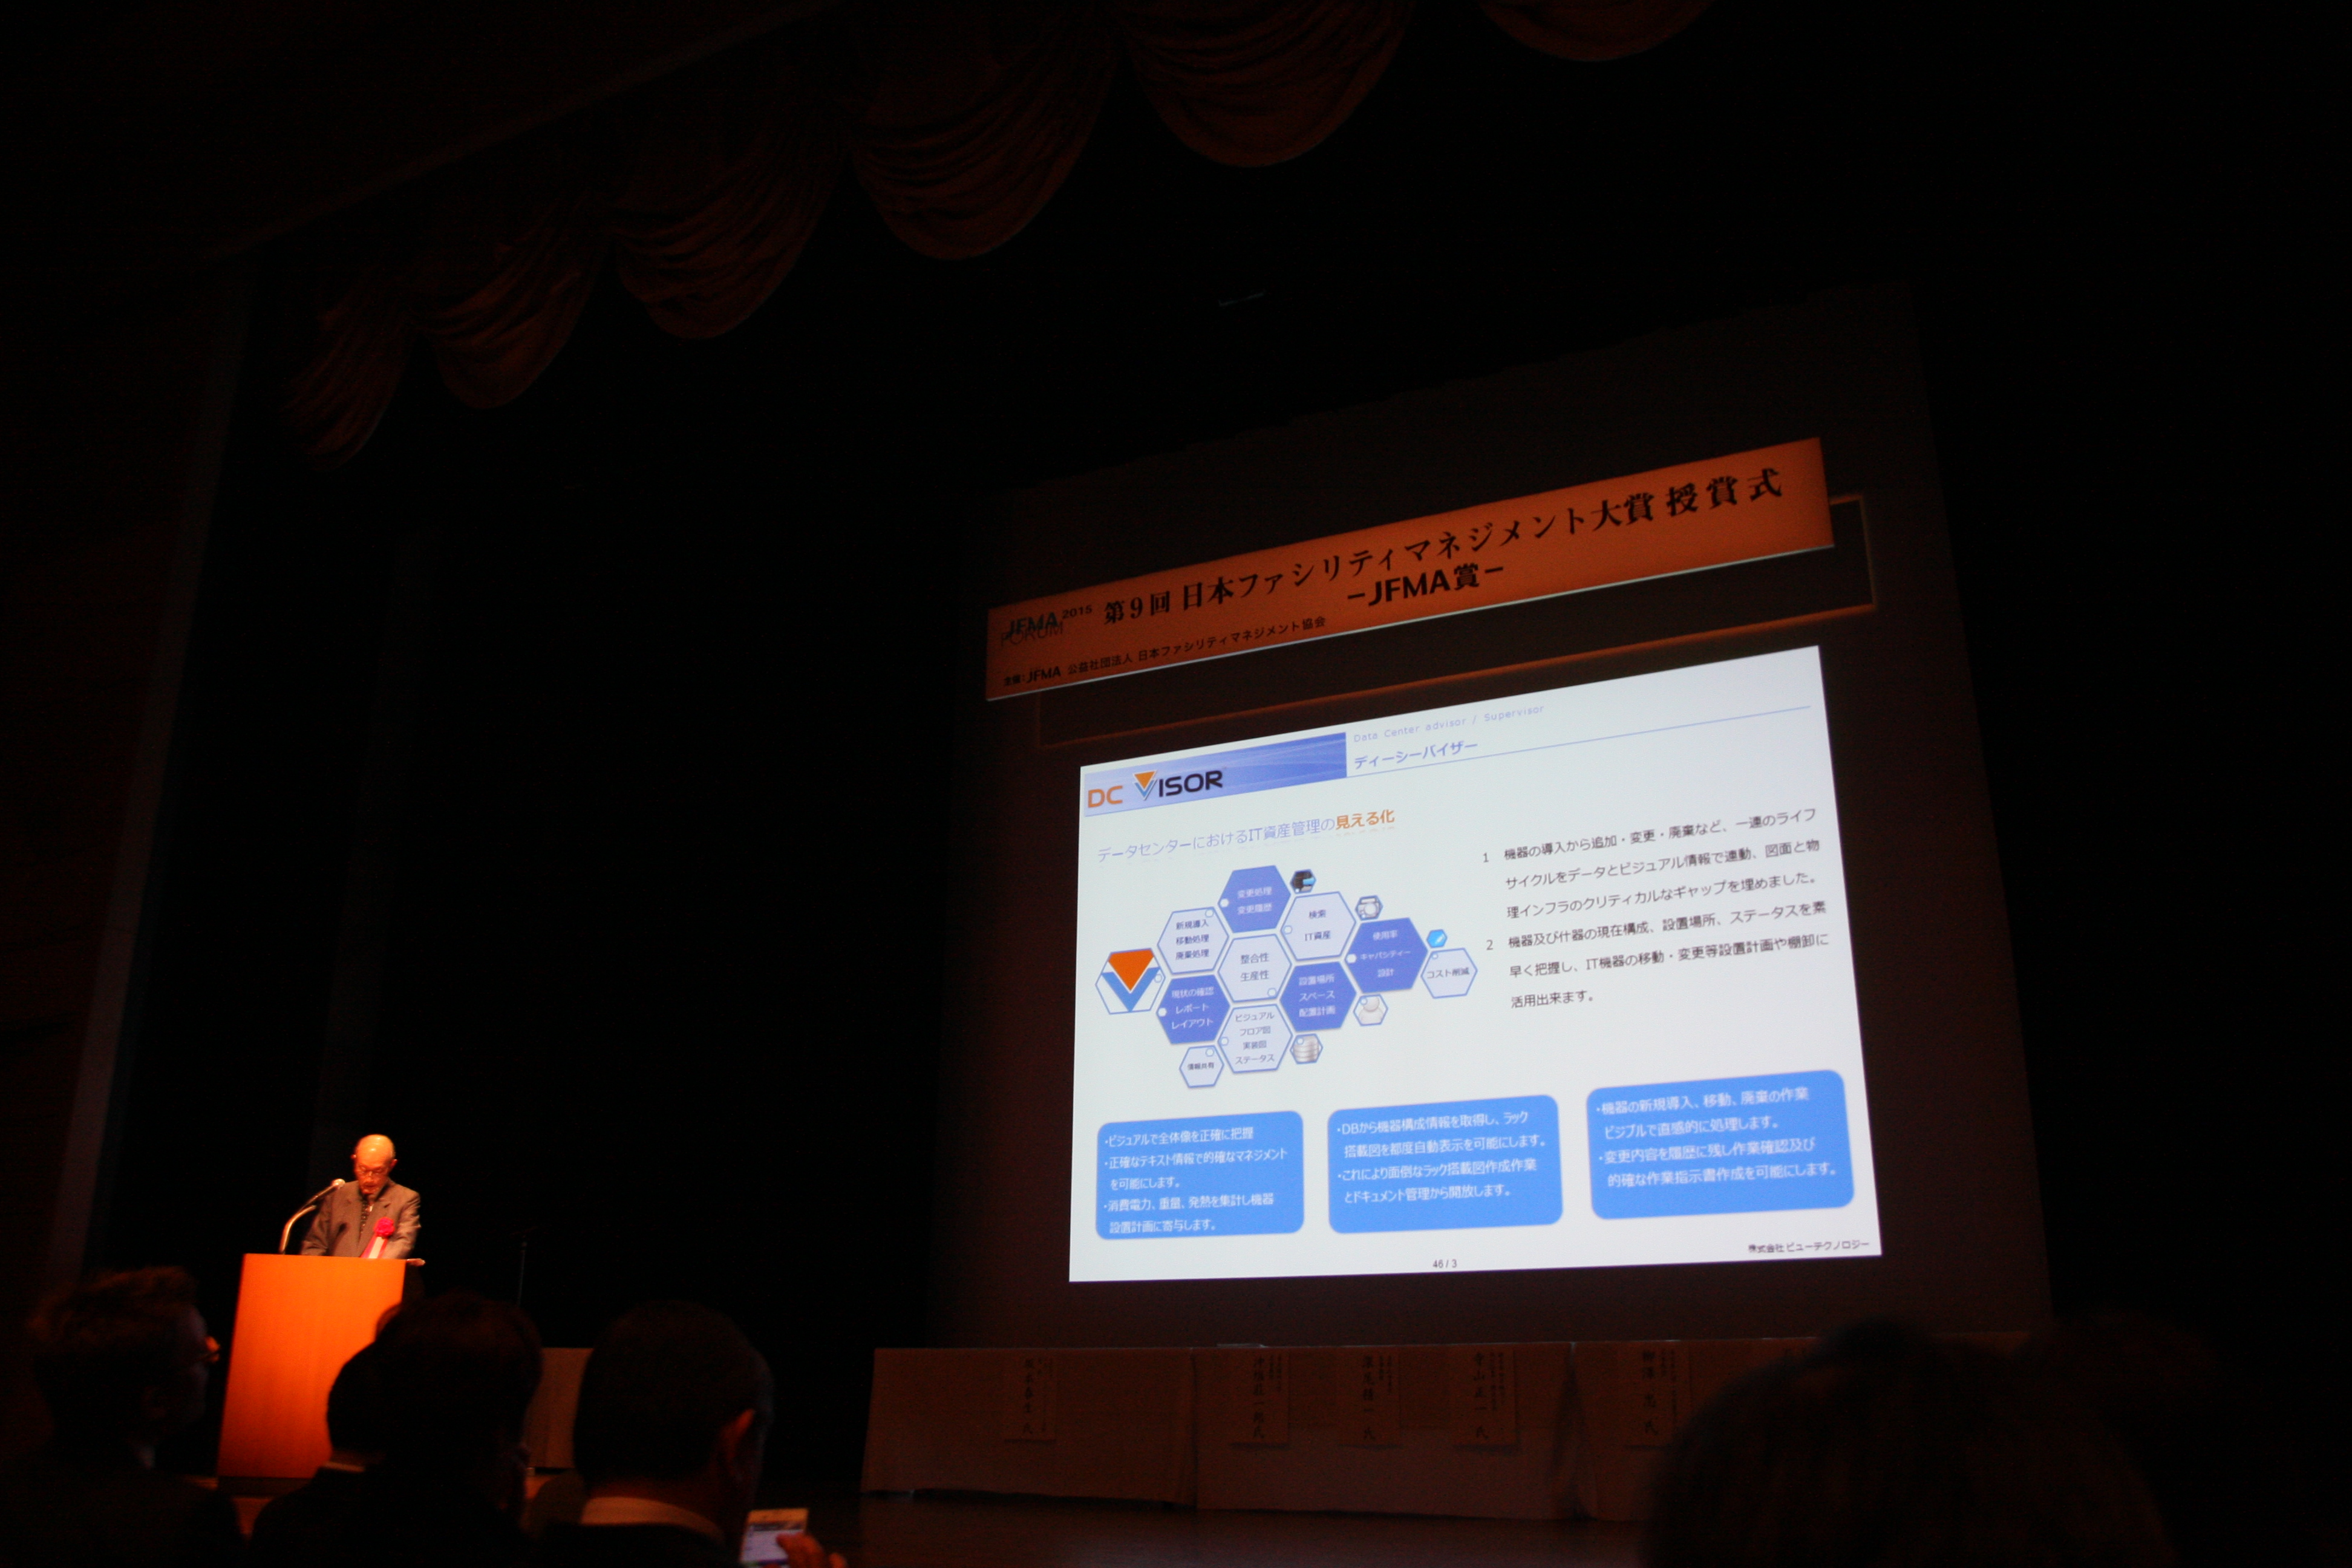 JFMA 2015
FORUM
第9回 日本ファシリティマネジメント大賞 授賞式
−JFMA賞−
主催:JFMA 公益社団法人 日本ファシリティマネジメント協会
DC VISOR
Data Center advisor / Supervisor
ディーシーバイザー
データセンターにおけるIT資産管理の見える化
変更処理
変更履歴
新規導入
移動処理
廃棄処理
検索
IT資産
整合性
生産性
使用率
キャパシティー
設計
コスト削減
現状の確認
レポート
レイアウト
設置場所
スペース
配置計画
ビジュアル
フロア図
実装図
ステータス
情報共有
1 機器の導入から追加・変更・廃棄など、一連のライフ
サイクルをデータとビジュアル情報で連動、図面と物
理インフラのクリティカルなギャップを埋めました。
2 機器及び什器の現在構成、設置場所、ステータスを素
早く把握し、IT機器の移動・変更等設置計画や棚卸に
活用出来ます。
・ビジュアルで全体像を正確に把握
・正確なテキスト情報で的確なマネジメント
を可能にします。
・消費電力、重量、発熱を集計し機器
設置計画に寄与します。
・DBから機器構成情報を取得し、ラック
搭載図を都度自動表示を可能にします。
・これにより面倒なラック搭載図作成作業
とドキュメント管理から開放します。
・機器の新規導入、移動、廃棄の作業
ビジブルで直感的に処理します。
・変更内容を履歴に残し作業確認及び
的確な作業指示書作成を可能にします。
46 / 3
株式会社 ビューテクノロジー